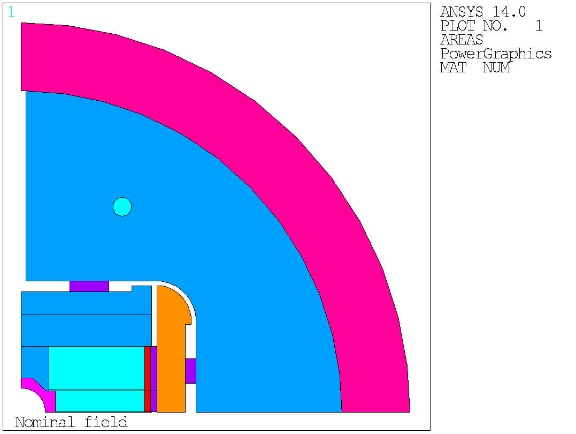 1
ANSYS 14.0
PLOT NO. 1
AREAS
PowerGraphics
MAT NUM
Nominal field